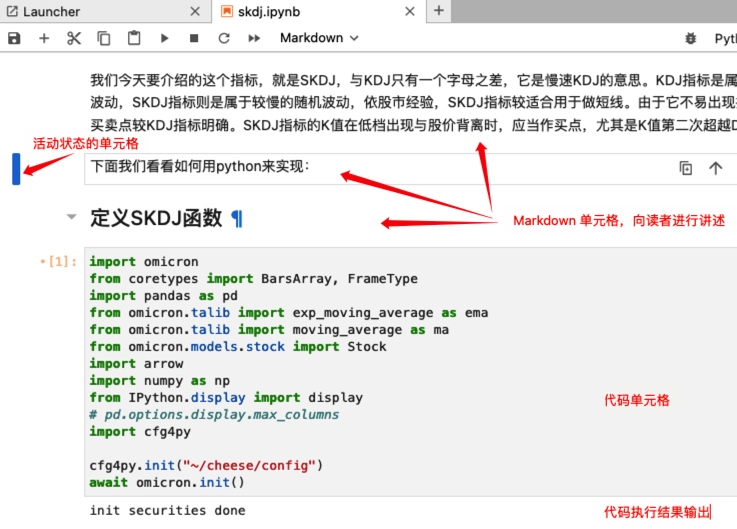 Launcher
skdj.ipynb
Markdown
我们今天要介绍的这个指标，就是SKDJ，与KDJ只有一个字母之差，它是慢速KDJ的意思。KDJ指标是属
波动，SKDJ指标则是属于较慢的随机波动，依股市经验，SKDJ指标较适合用于做短线。由于它不易出现
买卖点较KDJ指标明确。SKDJ指标的K值在低档出现与股价背离时，应当作买点，尤其是K值第二次超越D
活动状态的单元格
下面我们看看如何用python来实现：
定义SKDJ函数 ¶
Markdown 单元格，向读者进行讲述
[1]:
import omicron
from coretypes import BarsArray, FrameType
import pandas as pd
from omicron.talib import exp_moving_average as ema
from omicron.talib import moving_average as ma
from omicron.models.stock import Stock
import arrow
import numpy as np
from IPython.display import display
# pd.options.display.max_columns
import cfg4py
代码单元格
cfg4py.init("~/cheese/config")
await omicron.init()
init securities done
代码执行结果输出